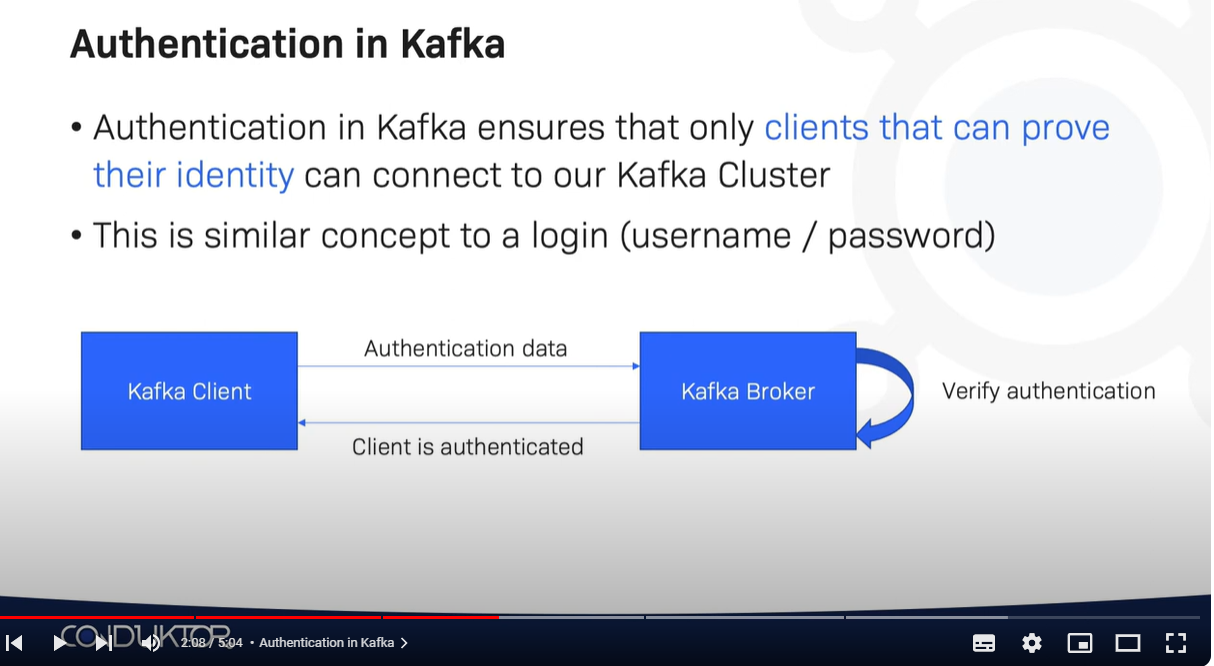 Authentication in Kafka
• Authentication in Kafka ensures that only clients that can prove
their identity can connect to our Kafka Cluster
• This is similar concept to a login (username / password)
Authentication data
Kafka Client
Kafka Broker
Verify authentication
Client is authenticated
CONDUKTOR
2:08 / 5:04 • Authentication in Kafka